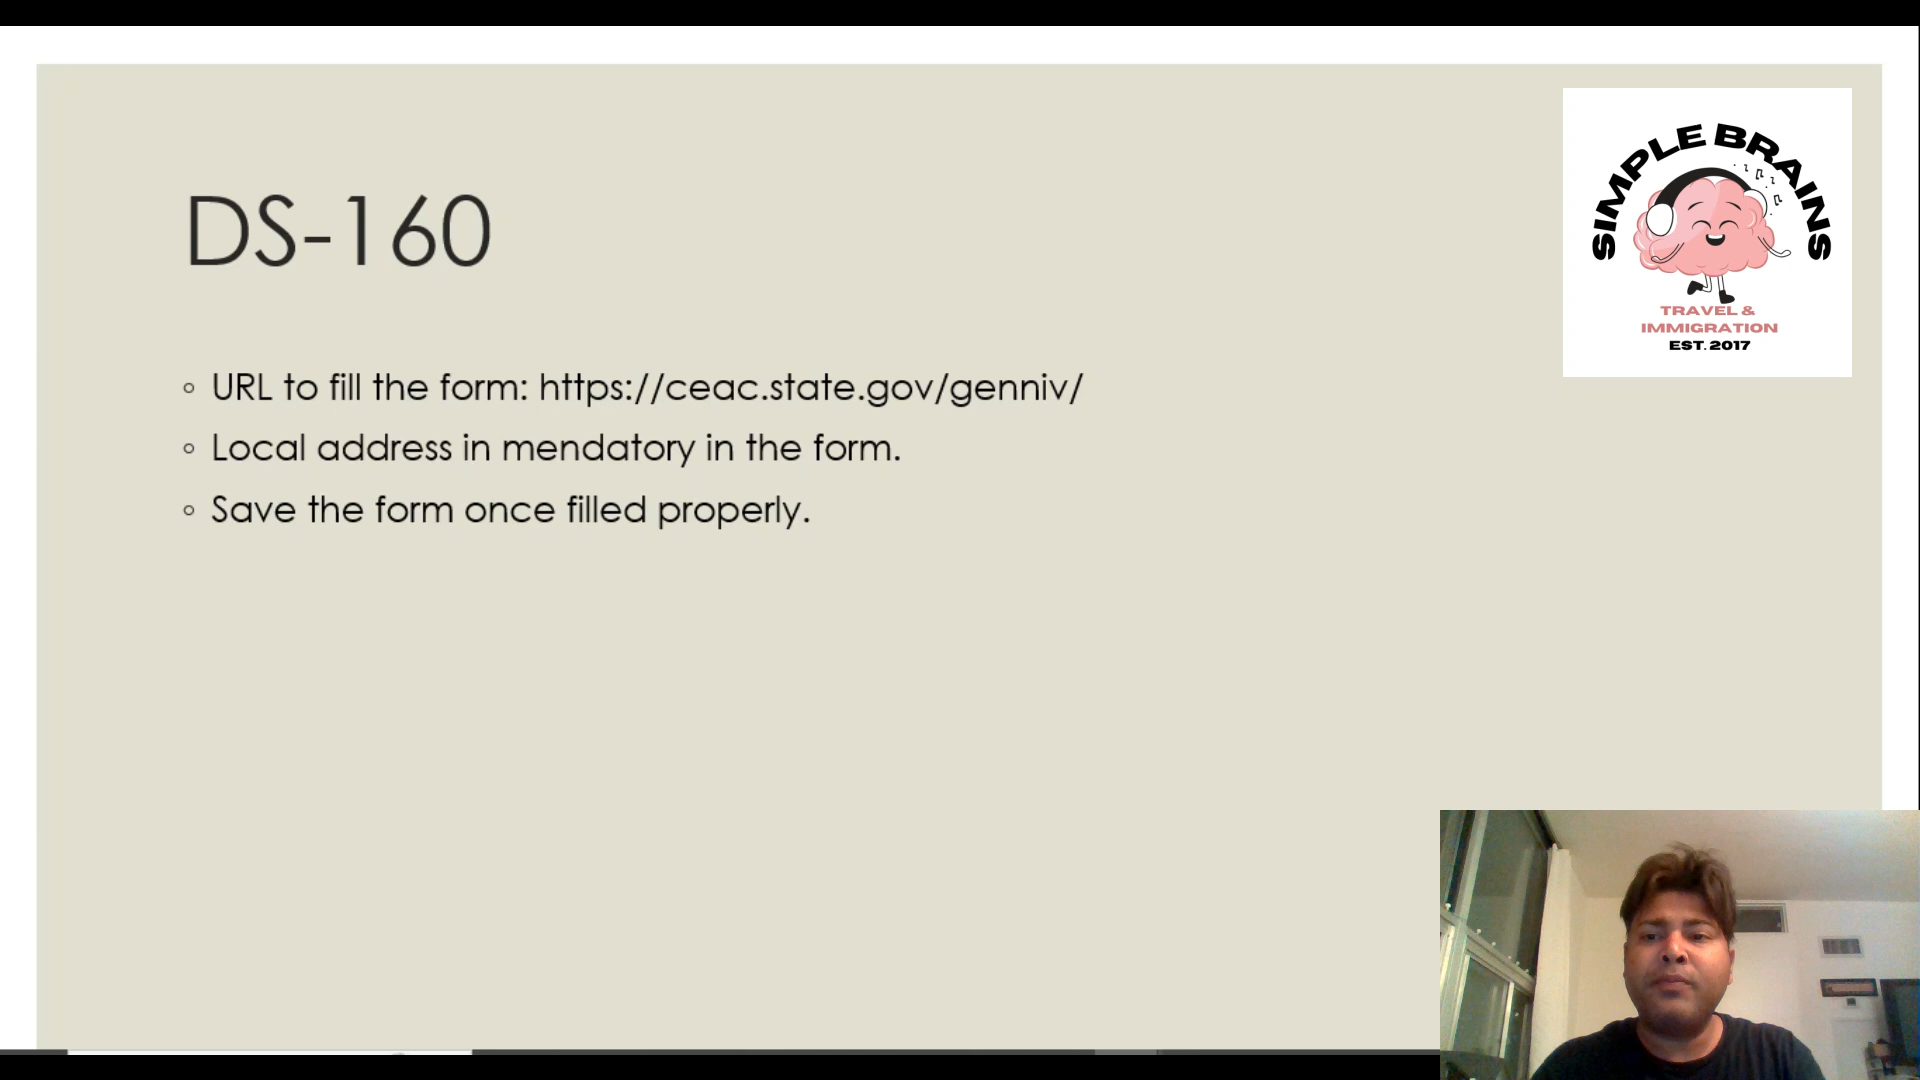 SIMPLE BRAINS
TRAVEL &
IMMIGRATION
EST. 2017
DS-160
◦ URL to fill the form: https://ceac.state.gov/genniv/
◦ Local address in mendatory in the form.
◦ Save the form once filled properly.